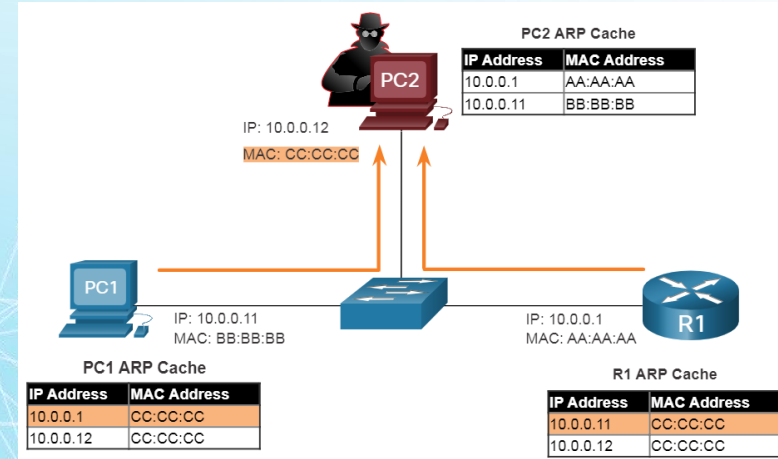 PC2 ARP Cache
IP Address MAC Address
10.0.0.1 AA:AA:AA
10.0.0.11 BB:BB:BB
PC2
IP: 10.0.0.12
MAC: CC:CC:CC
PC1
IP: 10.0.0.11
MAC: BB:BB:BB
IP: 10.0.0.1
MAC: AA:AA:AA
R1
PC1 ARP Cache
IP Address MAC Address
10.0.0.1 CC:CC:CC
10.0.0.12 CC:CC:CC
R1 ARP Cache
IP Address MAC Address
10.0.0.11 CC:CC:CC
10.0.0.12 CC:CC:CC